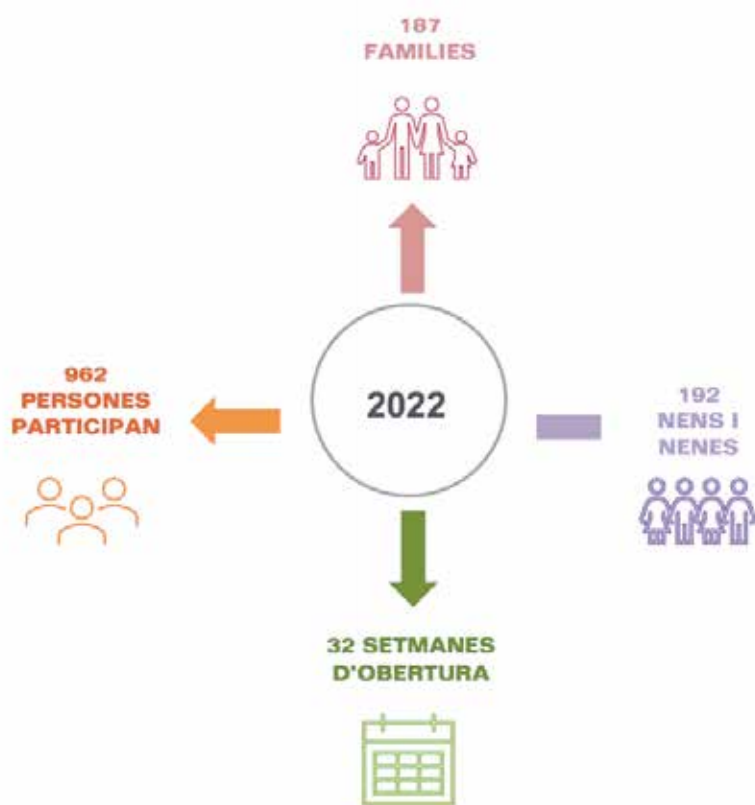 187
FAMILIES
962
PERSONES
PARTICIPAN
2022
192
NENS I
NENES
32 SETMANES
D'OBERTURA